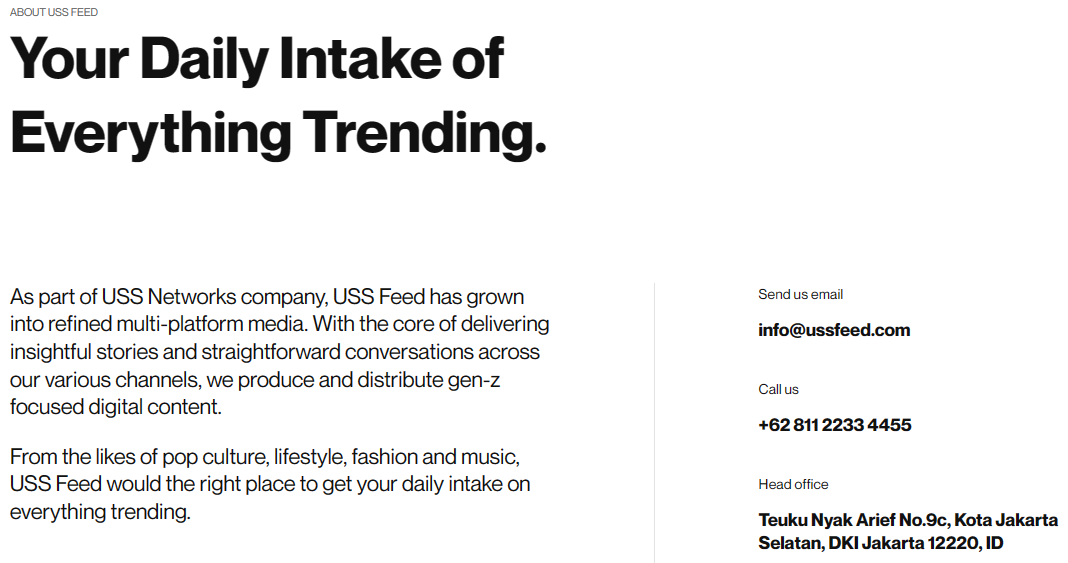 ABOUT USS FEED
Your Daily Intake of
Everything Trending.
As part of USS Networks company, USS Feed has grown
into refined multi-platform media. With the core of delivering
insightful stories and straightforward conversations across
our various channels, we produce and distribute gen-z
focused digital content.
From the likes of pop culture, lifestyle, fashion and music,
USS Feed would the right place to get your daily intake on
everything trending.
Send us email
info@ussfeed.com
Call us
+62 811 2233 4455
Head office
Teuku Nyak Arief No.9c, Kota Jakarta
Selatan, DKI Jakarta 12220, ID